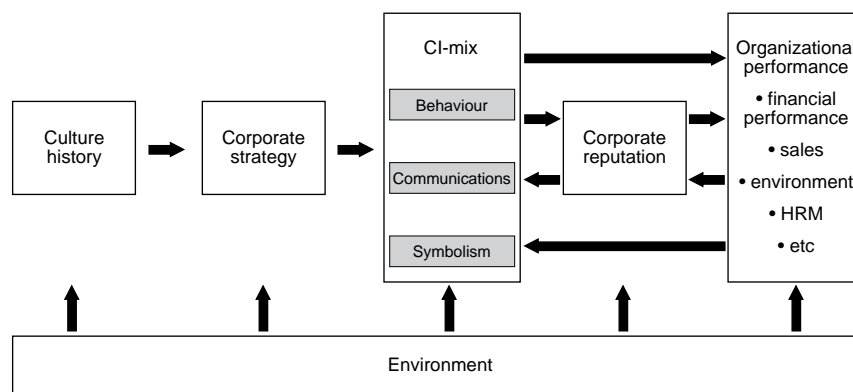 Culture
history
Corporate
strategy
CI-mix
Behaviour
Communications
Symbolism
Corporate
reputation
Organizational
performance
• financial
performance
• sales
• environment
• HRM
• etc
Environment